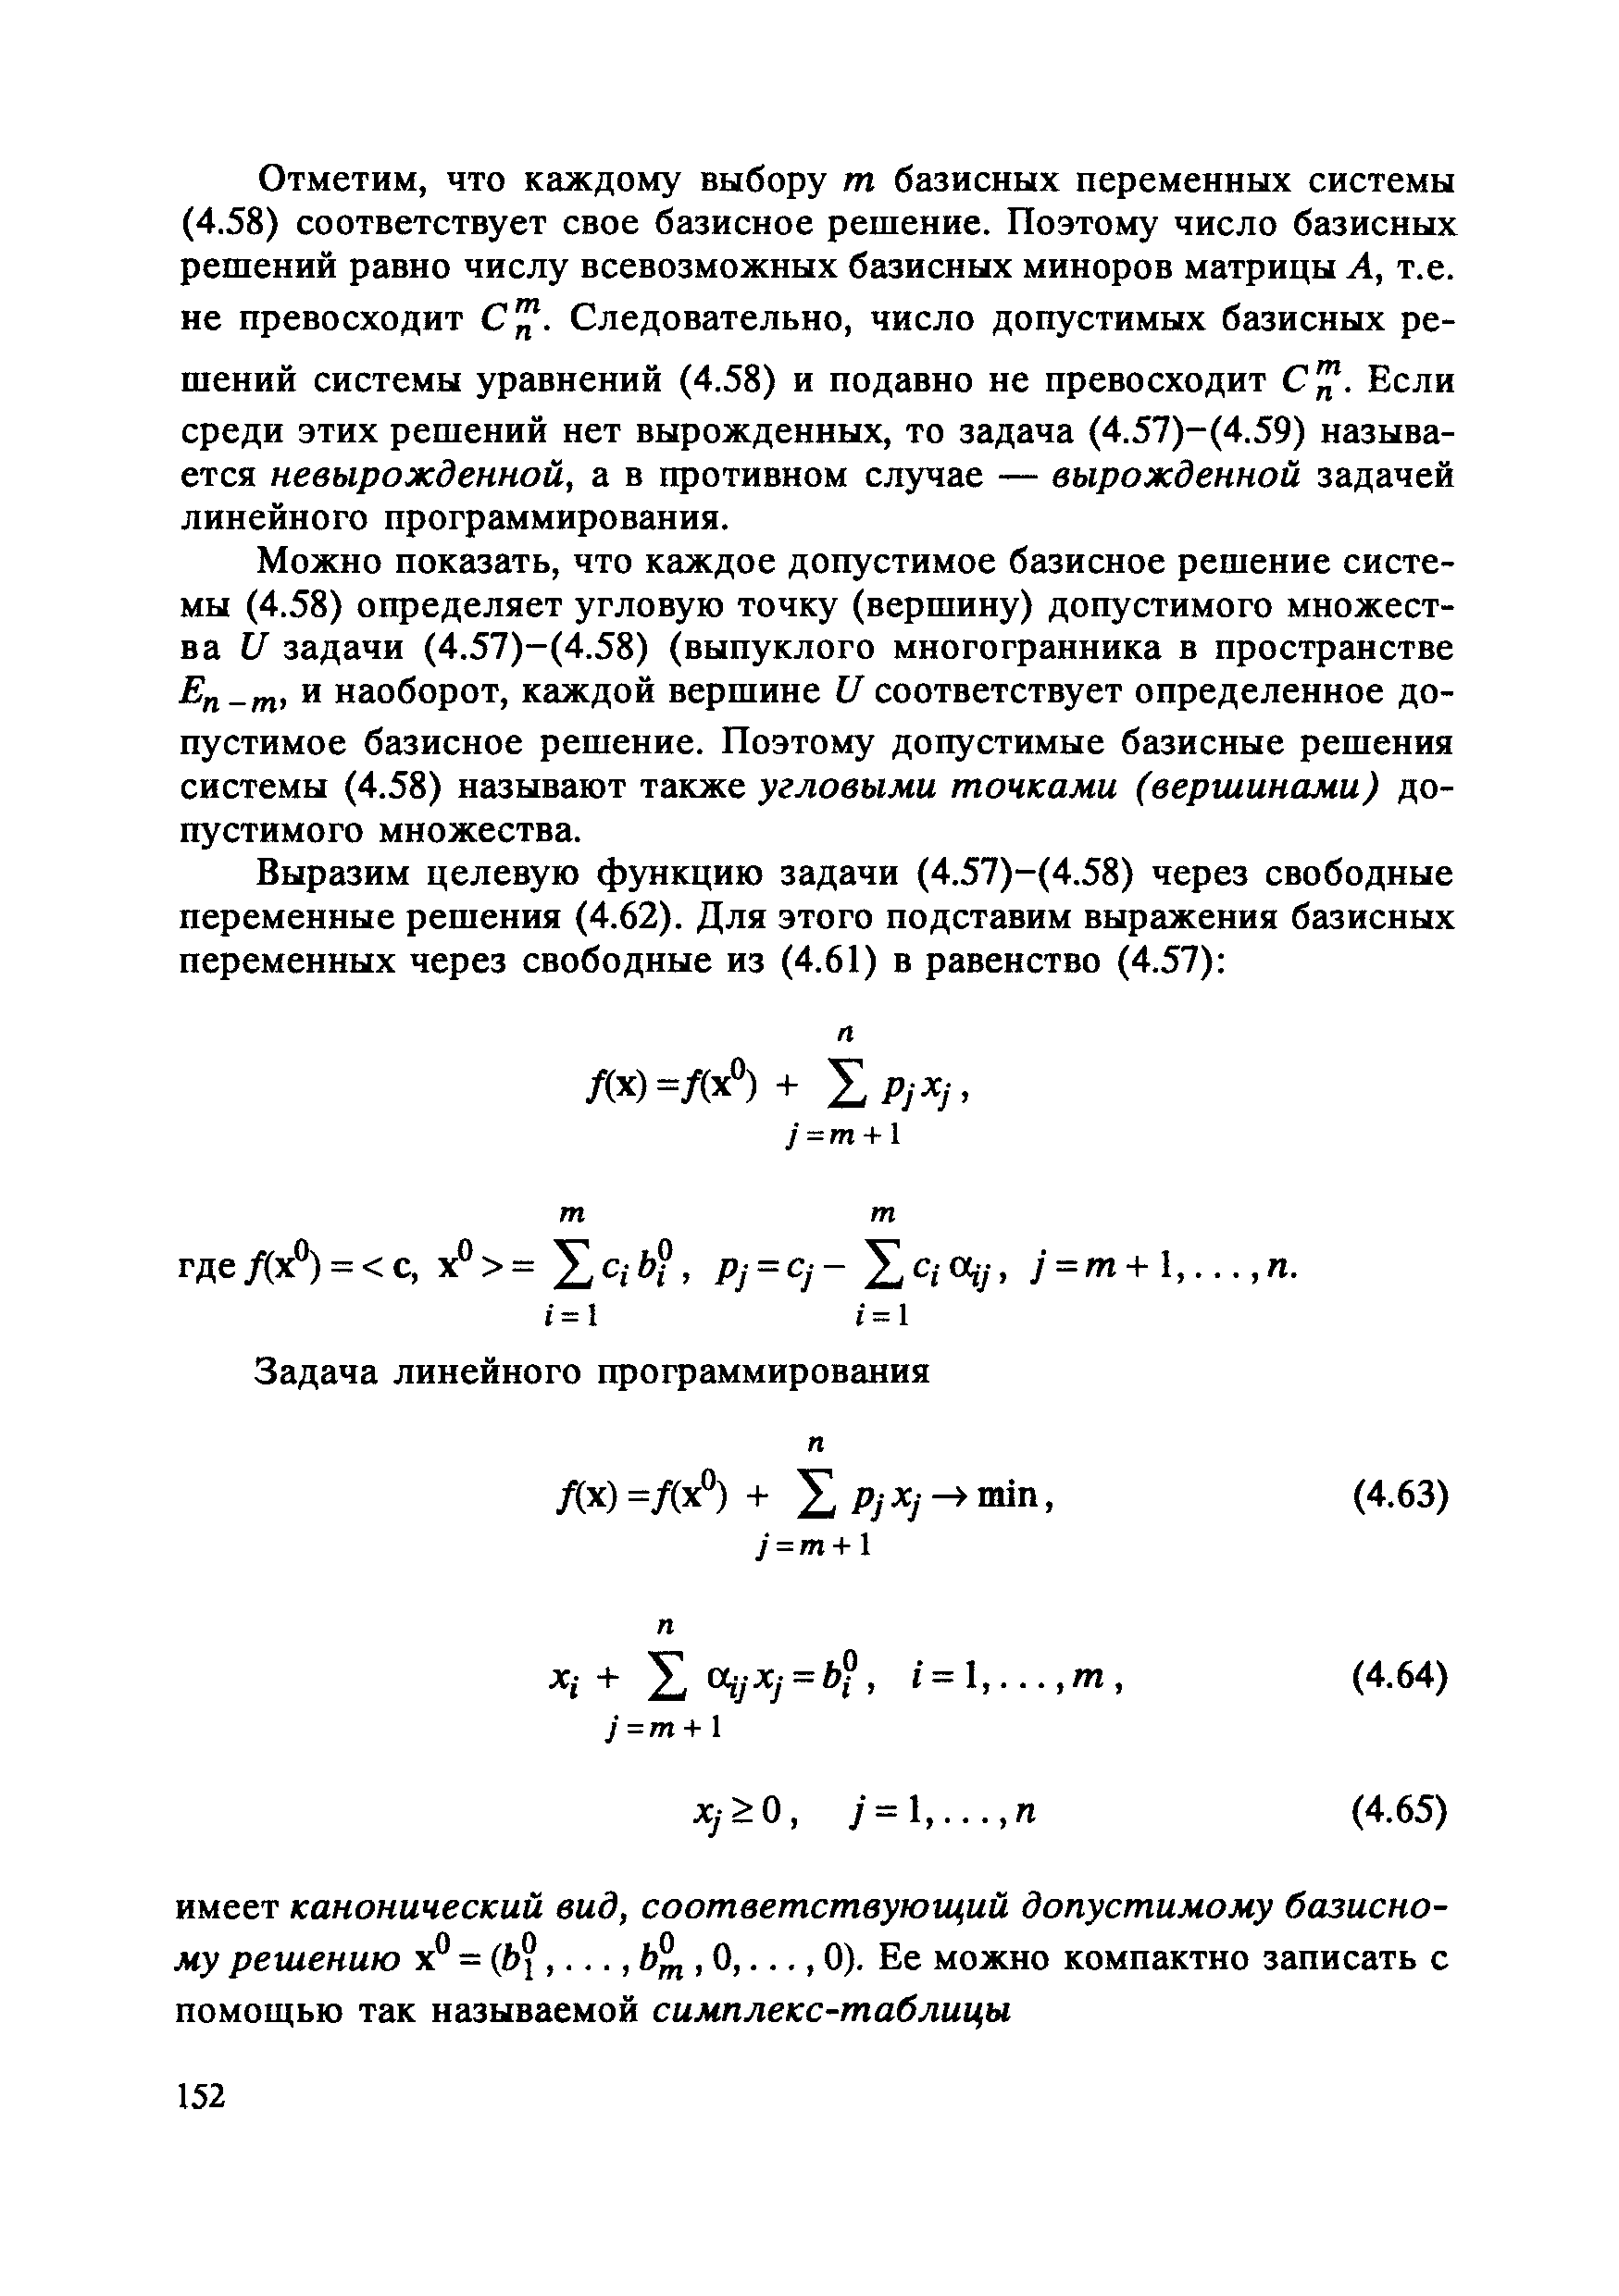 Отметим, что каждому выбору m базисных переменных системы
(4.58) соответствует свое базисное решение. Поэтому число базисных
решений равно числу всевозможных базисных миноров матрицы A, т.е.
не превосходит C_n^m. Следовательно, число допустимых базисных ре-
шений системы уравнений (4.58) и подавно не превосходит C_n^m. Если
среди этих решений нет вырожденных, то задача (4.57)–(4.59) называ-
ется невырожденной, а в противном случае — вырожденной задачей
линейного программирования.
Можно показать, что каждое допустимое базисное решение систе-
мы (4.58) определяет угловую точку (вершину) допустимого множест-
ва U задачи (4.57)–(4.58) (выпуклого многогранника в пространстве
E_{n-m}, и наоборот, каждой вершине U соответствует определенное до-
пустимое базисное решение. Поэтому допустимые базисные решения
системы (4.58) называют также угловыми точками (вершинами) до-
пустимого множества.
Выразим целевую функцию задачи (4.57)–(4.58) через свободные
переменные решения (4.62). Для этого подставим выражения базисных
переменных через свободные из (4.61) в равенство (4.57):
f(x) = f(x^0) + \sum_{j=m+1}^{n} p_j x_j,
где f(x^0) = < c, x^0 > = \sum_{i=1}^{m} c_i b_i^0, p_j = c_j - \sum_{i=1}^{m} c_i α_{ij}, j = m + 1,...,n.
Задача линейного программирования
f(x) = f(x^0) + \sum_{j=m+1}^{n} p_j x_j → min, (4.63)
x_i + \sum_{j=m+1}^{n} α_{ij} x_j = b_i^0, i = 1,...,m, (4.64)
x_j ≥ 0, j = 1,...,n (4.65)
имеет канонический вид, соответствующий допустимому базисно-
му решению x^0 = (b_1^0,...,b_m^0, 0,...,0). Ее можно компактно записать с
помощью так называемой симплекс-таблицы
152